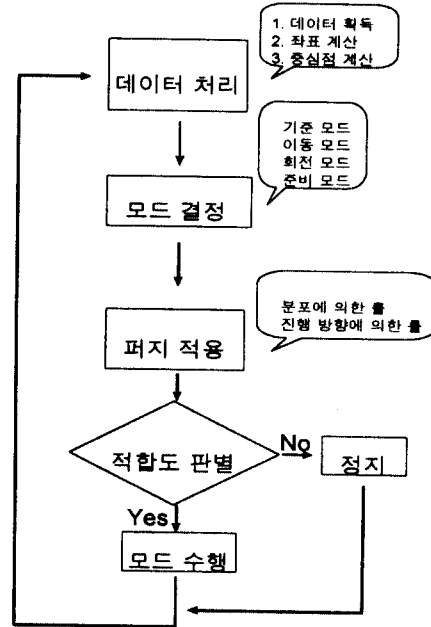 1. 데이터 획득
2. 좌표 계산
3. 중심점 계산
데이터 처리
기준 모드
이동 모드
회전 모드
준비 모드
모드 결정
분포에 의한 룰
진행 방향에 의한 룰
퍼지 적용
적합도 판별
No
정지
Yes
모드 수행